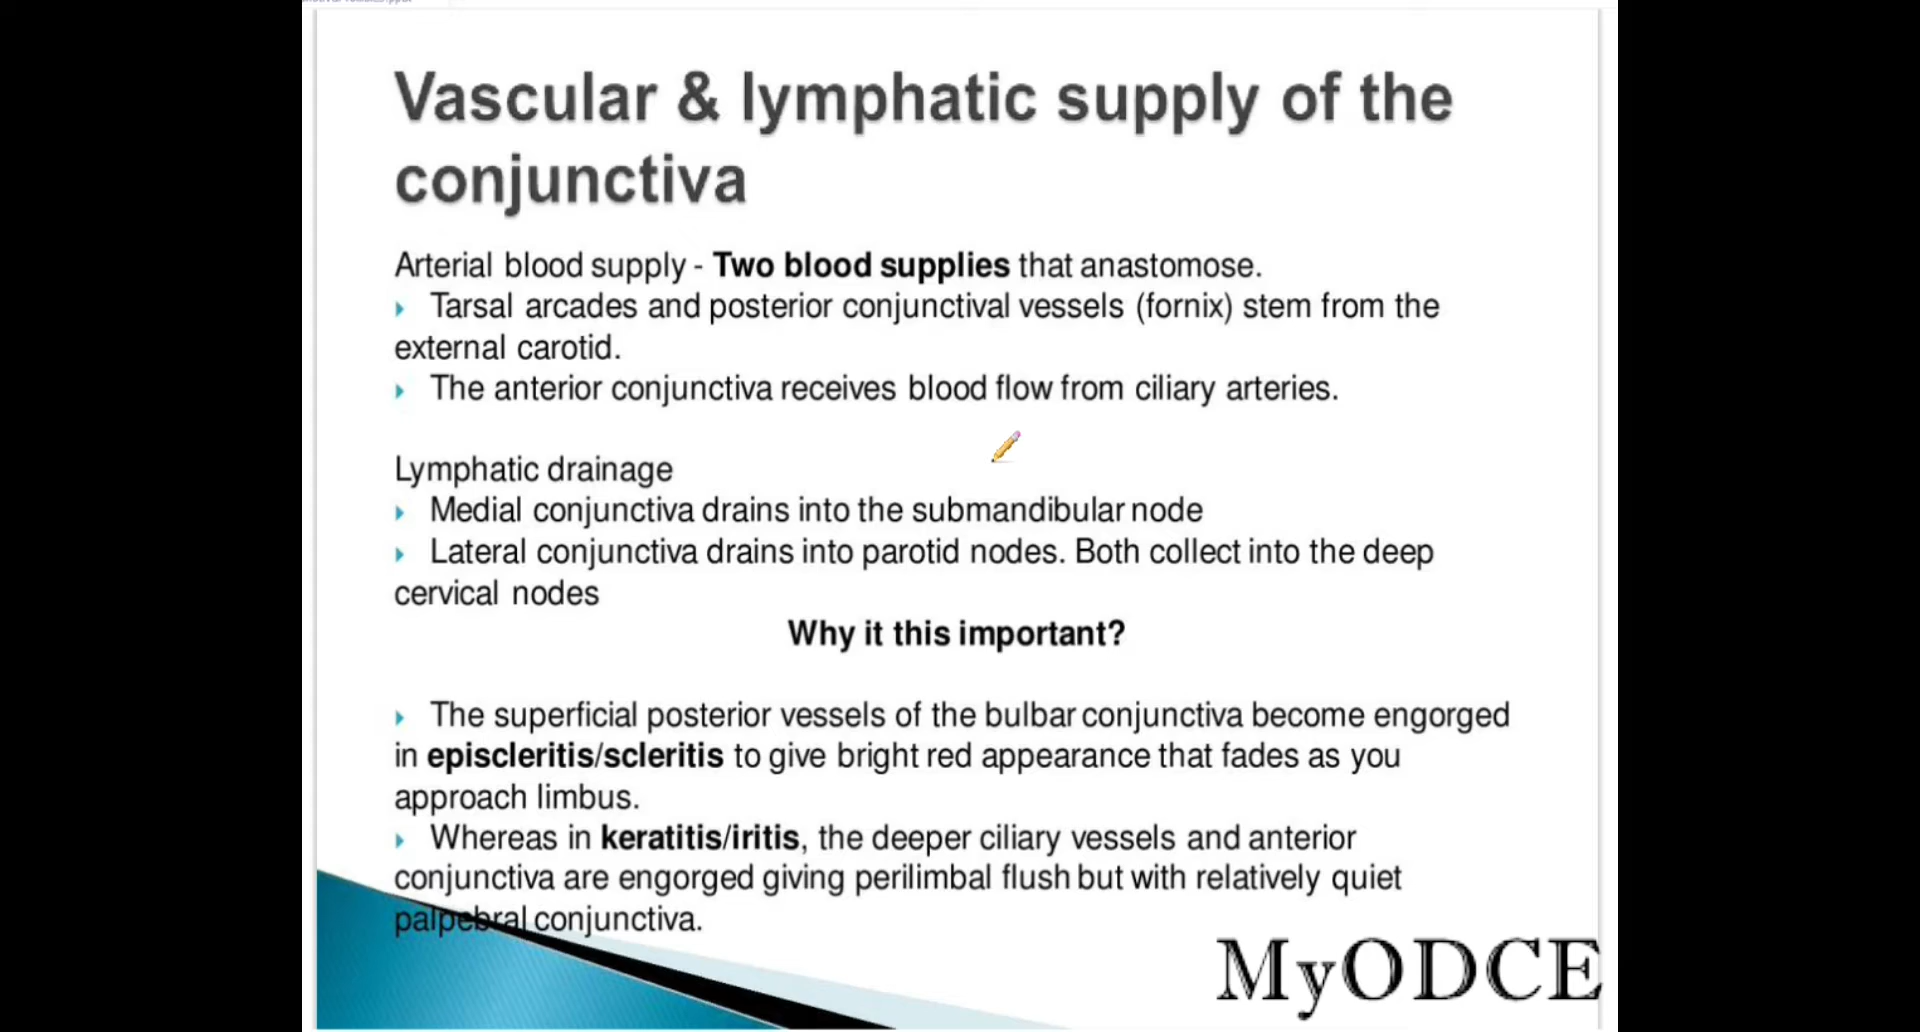 Vascular & lymphatic supply of the
conjunctiva
Arterial blood supply - Two blood supplies that anastomose.
Tarsal arcades and posterior conjunctival vessels (fornix) stem from the
external carotid.
The anterior conjunctiva receives blood flow from ciliary arteries.
Lymphatic drainage
Medial conjunctiva drains into the submandibular node
Lateral conjunctiva drains into parotid nodes. Both collect into the deep
cervical nodes
Why it this important?
The superficial posterior vessels of the bulbar conjunctiva become engorged
in episcleritis/scleritis to give bright red appearance that fades as you
approach limbus.
Whereas in keratitis/iritis, the deeper ciliary vessels and anterior
conjunctiva are engorged giving perilimbal flush but with relatively quiet
palpebral conjunctiva.
MyODCE